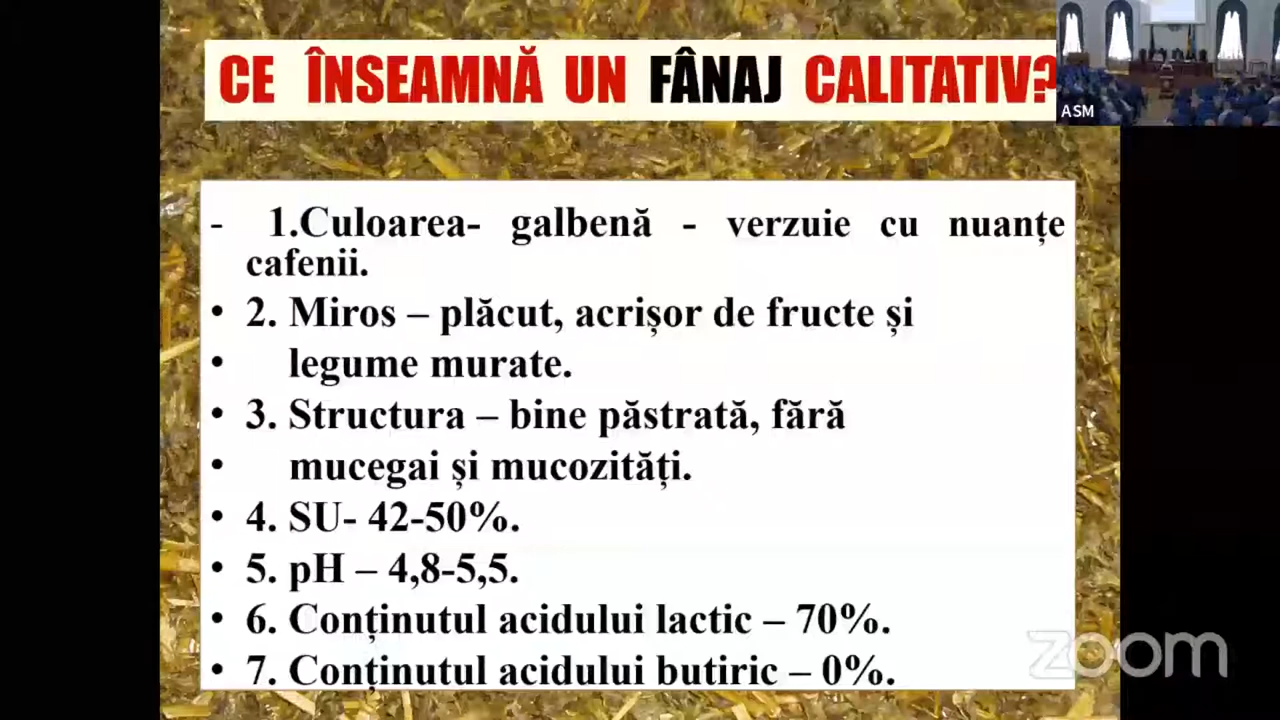 CE ÎNSEAMNĂ UN FÂNAJ CALITATIV?
ASM
- 1.Culoarea- galbenă - verzuie cu nuanțe
cafenii.
• 2. Miros – plăcut, acrișor de fructe și
• legume murate.
• 3. Structura – bine păstrată, fără
• mucegai și mucozități.
• 4. SU- 42-50%.
• 5. pH – 4,8-5,5.
• 6. Conținutul acidului lactic – 70%.
• 7. Conținutul acidului butiric – 0%.
zoom